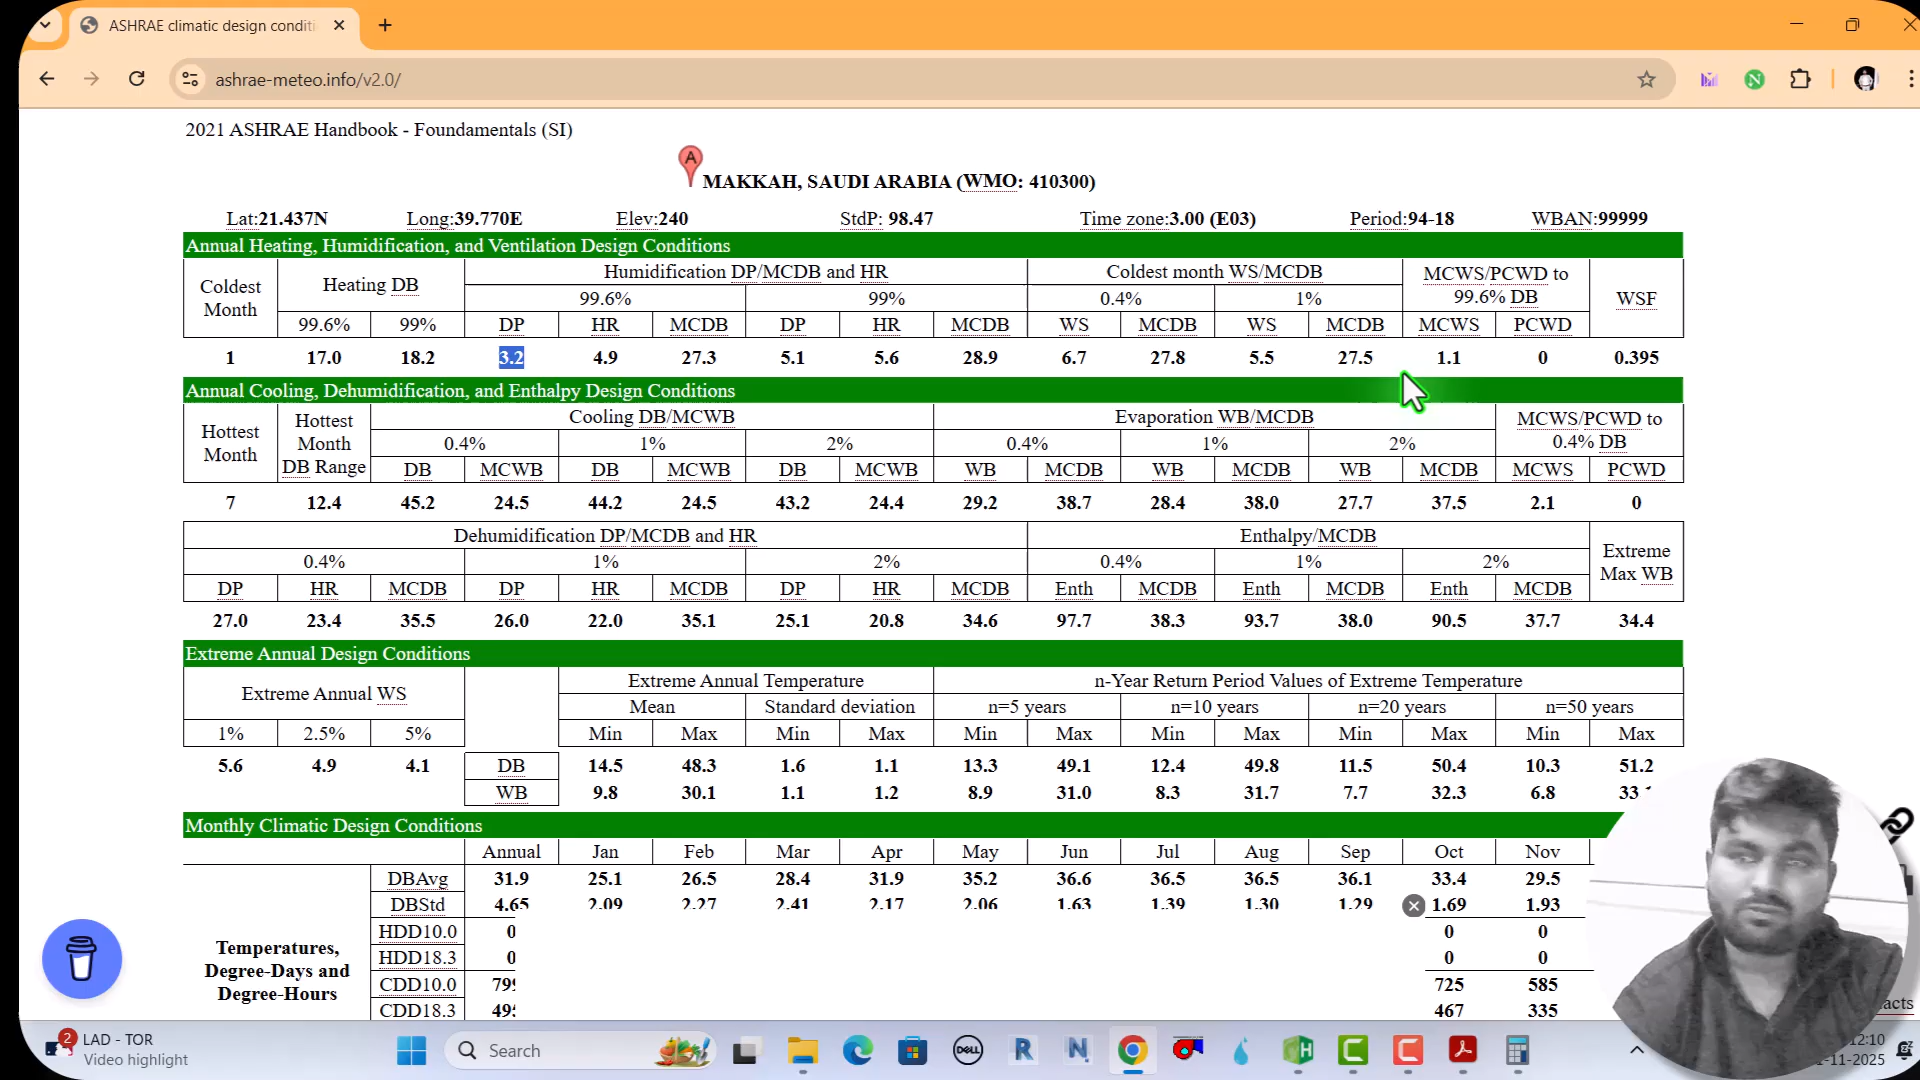 ASHRAE climatic design conditi
ashrae-meteo.info/v2.0/
2021 ASHRAE Handbook - Foundamentals (SI)
A
MAKKAH, SAUDI ARABIA (WMO: 410300)
Lat:21.437N Long:39.770E Elev:240 StdP: 98.47 Time zone:3.00 (E03) Period:94-18 WBAN:99999
Annual Heating, Humidification, and Ventilation Design Conditions
Coldest Month Heating DB Humidification DP/MCDB and HR Coldest month WS/MCDB MCWS/PCWD to 99.6% DB WSF
99.6% 99% 0.4% 1%
99.6% 99% DP HR MCDB DP HR MCDB WS MCDB WS MCDB MCWS PCWD
1 17.0 18.2 3.2 4.9 27.3 5.1 5.6 28.9 6.7 27.8 5.5 27.5 1.1 0 0.395
Annual Cooling, Dehumidification, and Enthalpy Design Conditions
Hottest Month Hottest Month DB Range Cooling DB/MCWB Evaporation WB/MCDB MCWS/PCWD to 0.4% DB
0.4% 1% 2% 0.4% 1% 2%
DB MCWB DB MCWB DB MCWB WB MCDB WB MCDB WB MCDB MCWS PCWD
7 12.4 45.2 24.5 44.2 24.5 43.2 24.4 29.2 38.7 28.4 38.0 27.7 37.5 2.1 0
Dehumidification DP/MCDB and HR Enthalpy/MCDB Extreme Max WB
0.4% 1% 2% 0.4% 1% 2%
DP HR MCDB DP HR MCDB DP HR MCDB Enth MCDB Enth MCDB Enth MCDB
27.0 23.4 35.5 26.0 22.0 35.1 25.1 20.8 34.6 97.7 38.3 93.7 38.0 90.5 37.7 34.4
Extreme Annual Design Conditions
Extreme Annual WS Extreme Annual Temperature n-Year Return Period Values of Extreme Temperature
Mean Standard deviation n=5 years n=10 years n=20 years n=50 years
1% 2.5% 5% Min Max Min Max Min Max Min Max Min Max Min Max
5.6 4.9 4.1 DB 14.5 48.3 1.6 1.1 13.3 49.1 12.4 49.8 11.5 50.4 10.3 51.2
WB 9.8 30.1 1.1 1.2 8.9 31.0 8.3 31.7 7.7 32.3 6.8
Monthly Climatic Design Conditions
Annual Jan Feb Mar Apr May Jun Jul Aug Sep Oct Nov
DBAvg 31.9 25.1 26.5 28.4 31.9 35.2 36.6 36.5 36.5 36.1 33.4 29.5
DBStd 4.65 2.09 2.27 2.41 2.17 2.06 1.63 1.39 1.30 1.29 1.69 1.93
Temperatures, Degree-Days and Degree-Hours
HDD10.0 0 0 0
HDD18.3 0 0 0
CDD10.0 725 585
CDD18.3 467 335
acts
2 LAD - TOR
Video highlight
Search
DELL
12:10
-11-2025